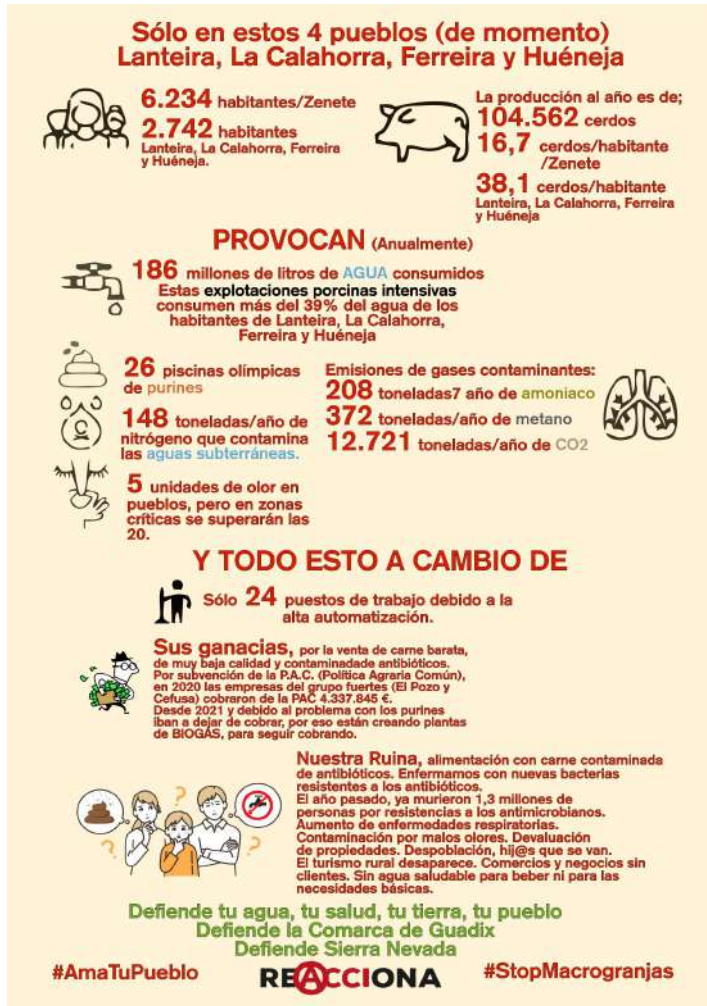 Sólo en estos 4 pueblos (de momento)
Lanteira, La Calahorra, Ferreira y Huéneja
6.234 habitantes/Zenete
2.742 habitantes
Lanteira, La Calahorra, Ferreira
y Huéneja.
La producción al año es de;
104.562 cerdos
16,7 cerdos/habitante
/Zenete
38,1 cerdos/habitante
Lanteira, La Calahorra, Ferreira
y Huéneja
PROVOCAN (Anualmente)
186 millones de litros de AGUA consumidos
Estas explotaciones porcinas intensivas
consumen más del 39% del agua de los
habitantes de Lanteira, La Calahorra,
Ferreira y Huéneja
26 piscinas olímpicas
de purines
148 toneladas/año de
nitrógeno que contamina
las aguas subterráneas.
5 unidades de olor en
pueblos, pero en zonas
críticas se superarán las
20.
Emisiones de gases contaminantes:
208 toneladas7 año de amoniaco
372 toneladas/año de metano
12.721 toneladas/año de CO2
Y TODO ESTO A CAMBIO DE
Sólo 24 puestos de trabajo debido a la
alta automatización.
Sus ganacias, por la venta de carne barata,
de muy baja calidad y contaminadade antibióticos.
Por subvención de la P.A.C. (Política Agraria Común),
en 2020 las empresas del grupo fuertes (El Pozo y
Cefusa) cobraron de la PAC 4.337.845 €.
Desde 2021 y debido al problema con los purines
iban a dejar de cobrar, por eso están creando plantas
de BIOGÁS, para seguir cobrando.
Nuestra Ruina, alimentación con carne contaminada
de antibióticos. Enfermamos con nuevas bacterias
resistentes a los antibióticos.
El año pasado, ya murieron 1,3 millones de
personas por resistencias a los antimicrobianos.
Aumento de enfermedades respiratorias.
Contaminación por malos olores. Devaluación
de propiedades. Despoblación, hij@s que se van.
El turismo rural desaparece. Comercios y negocios sin
clientes. Sin agua saludable para beber ni para las
necesidades básicas.
Defiende tu agua, tu salud, tu tierra, tu pueblo
Defiende la Comarca de Guadix
Defiende Sierra Nevada
#AmaTuPueblo
REACCIONA
#StopMacrogranjas